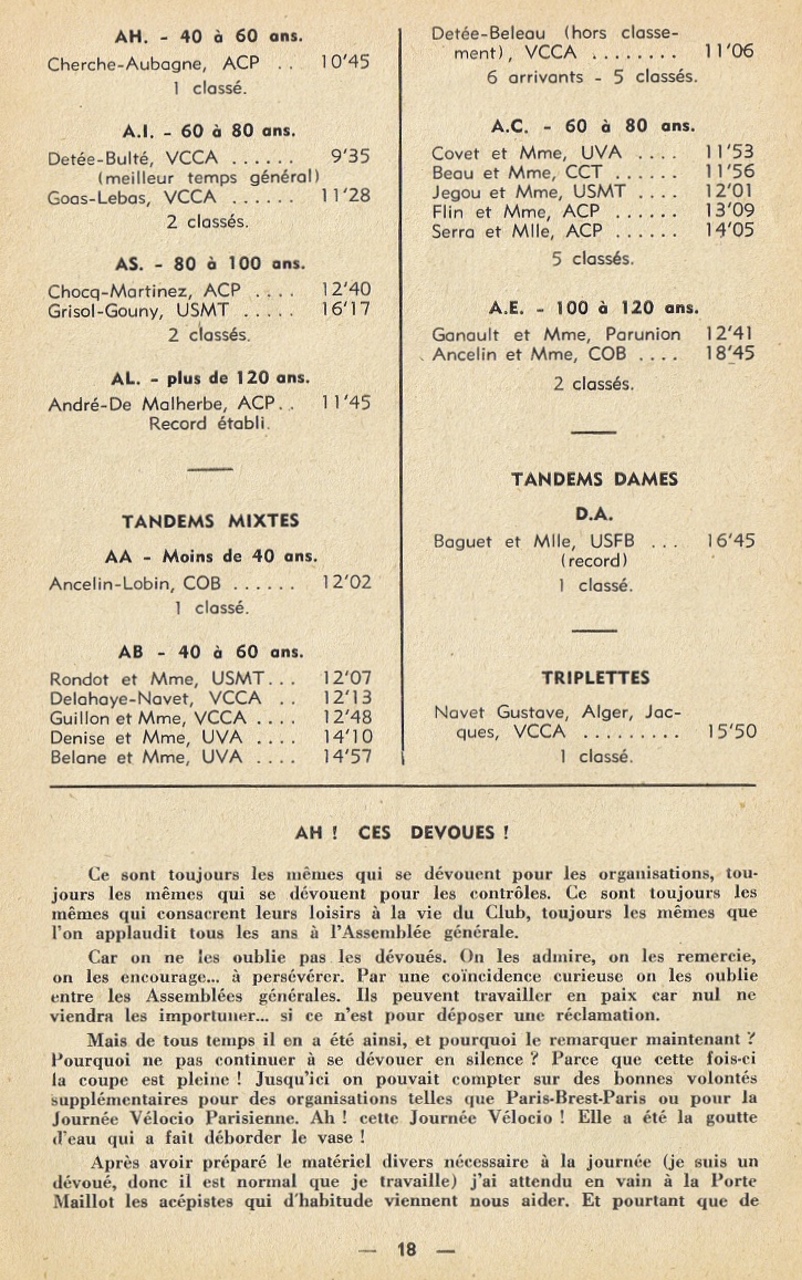 AH. - 40 à 60 ans.
Cherche-Aubagne, ACP .. 10'45
1 classé.
A.I. - 60 à 80 ans.
Detée-Bulté, VCCA ...... 9'35
(meilleur temps général)
Goas-Lebas, VCCA ...... 11'28
2 classés.
AS. - 80 à 100 ans.
Chocq-Martinez, ACP .... 12'40
Grisol-Gouny, USMT ..... 16'17
2 classés.
AL. - plus de 120 ans.
André-De Malherbe, ACP.. 11'45
Record établi.
TANDEMS MIXTES
AA - Moins de 40 ans.
Ancelin-Lobin, COB ...... 12'02
1 classé.
AB - 40 à 60 ans.
Rondot et Mme, USMT... 12'07
Delahaye-Navet, VCCA .. 12'13
Guillon et Mme, VCCA .... 12'48
Denise et Mme, UVA .... 14'10
Belane et Mme, UVA .... 14'57
Detée-Beleau (hors classe-
ment), VCCA ........ 11'06
6 arrivants - 5 classés.
A.C. - 60 à 80 ans.
Covet et Mme, UVA .... 11'53
Beau et Mme, CCT ...... 11'56
Jegou et Mme, USMT .... 12'01
Flin et Mme, ACP ...... 13'09
Serra et Mlle, ACP ...... 14'05
5 classés.
A.E. - 100 à 120 ans.
Ganault et Mme, Parunion 12'41
Ancelin et Mme, COB .... 18'45
2 classés.
TANDEMS DAMES
D.A.
Baguet et Mlle, USFB ... 16'45
(record)
1 classé.
TRIPLETTES
Navet Gustave, Alger, Jac-
ques, VCCA ......... 15'50
1 classé.
AH ! CES DEVOUES !
Ce sont toujours les mêmes qui se dévouent pour les organisations, tou-
jours les mêmes qui se dévouent pour les contrôles. Ce sont toujours les
mêmes qui consacrent leurs loisirs à la vie du Club, toujours les mêmes que
l'on applaudit tous les ans à l'Assemblée générale.
Car on ne les oublie pas les dévoués. On les admire, on les remercie,
on les encourage... à persévérer. Par une coïncidence curieuse on les oublie
entre les Assemblées générales. Ils peuvent travailler en paix car nul ne
viendra les importuner... si ce n'est pour déposer une réclamation.
Mais de tous temps il en a été ainsi, et pourquoi le remarquer maintenant ?
Pourquoi ne pas continuer à se dévouer en silence ? Parce que cette fois-ci
la coupe est pleine ! Jusqu'ici on pouvait compter sur des bonnes volontés
supplémentaires pour des organisations telles que Paris-Brest-Paris ou pour la
Journée Vélocio Parisienne. Ah ! cette Journée Vélocio ! Elle a été la goutte
d'eau qui a fait déborder le vase !
Après avoir préparé le matériel divers nécessaire à la journée (je suis un
dévoué, donc il est normal que je travaille) j'ai attendu en vain à la Porte
Maillot les acépistes qui d'habitude viennent nous aider. Et pourtant que de
— 18 —